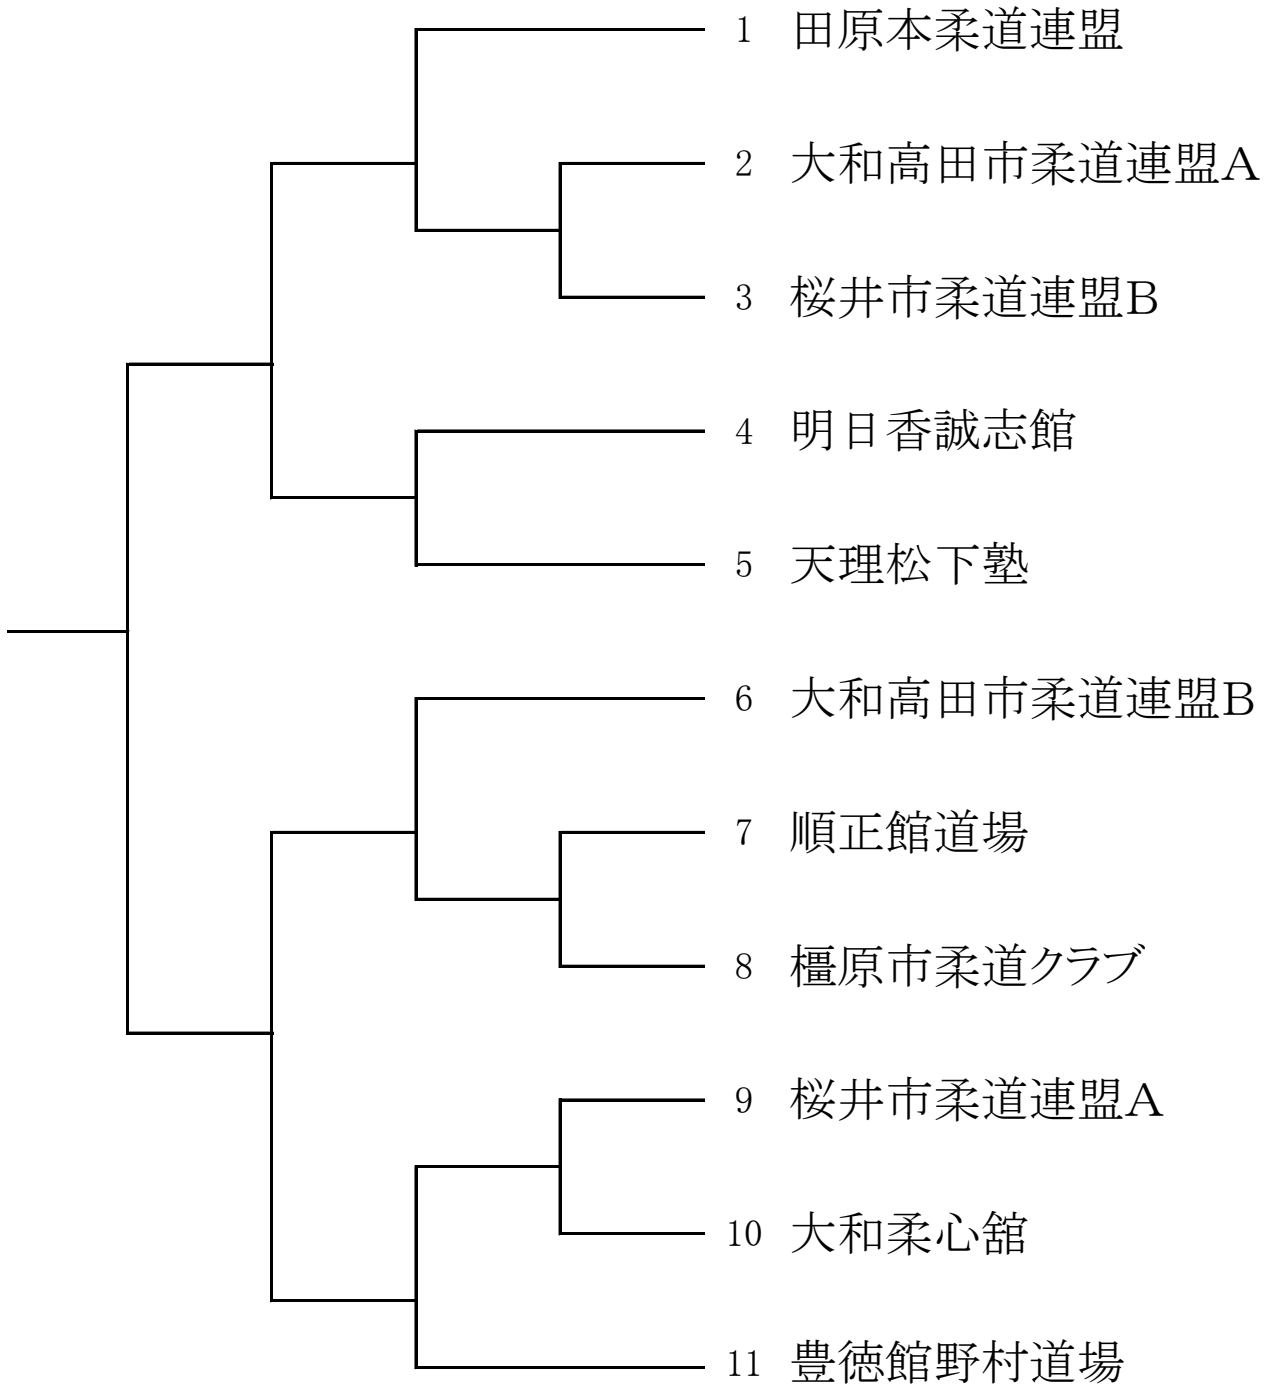 1 田原本柔道連盟
2 大和高田市柔道連盟A
3 桜井市柔道連盟B
4 明日香誠志館
5 天理松下塾
6 大和高田市柔道連盟B
7 順正館道場
8 橿原市柔道クラブ
9 桜井市柔道連盟A
10 大和柔心舘
11 豊徳館野村道場